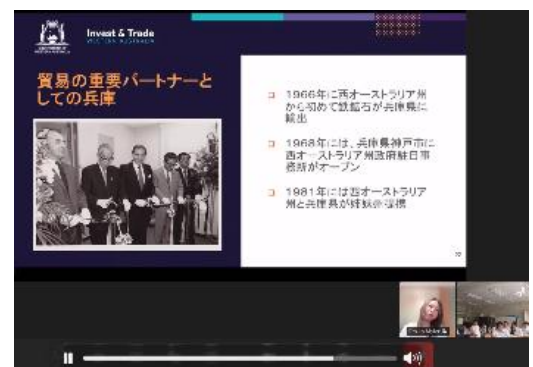 Invest & Trade
WESTERN AUSTRALIA
貿易の重要パートナーと
しての兵庫
1966年に西オーストラリア州
から初めて鉄鉱石が兵庫県に
輸出
1968年には、兵庫県神戸市に
西オーストラリア州政府駐日事
務所がオープン
1981年には西オーストラリア
州と兵庫県が姉妹州提携